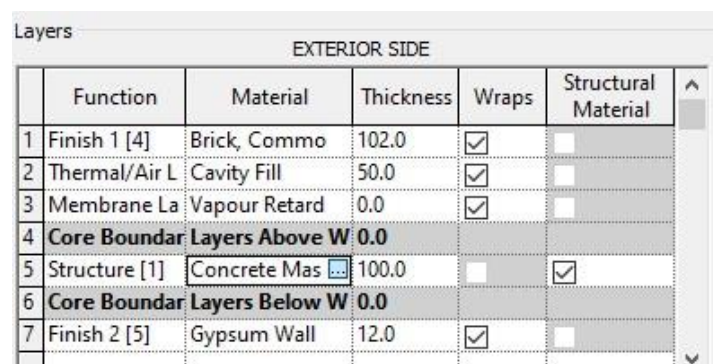 Layers
EXTERIOR SIDE
Function Material Thickness Wraps Structural Material
1 Finish 1 [4] Brick, Commo 102.0
2 Thermal/Air L Cavity Fill 50.0
3 Membrane La Vapour Retard 0.0
4 Core Boundar Layers Above W 0.0
5 Structure [1] Concrete Mas ... 100.0
6 Core Boundar Layers Below W 0.0
7 Finish 2 [5] Gypsum Wall 12.0